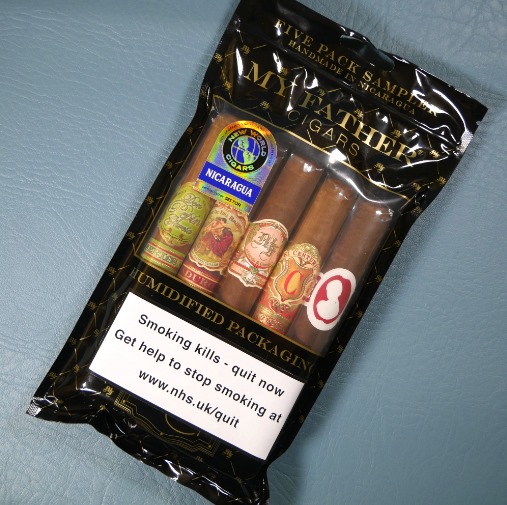 FIVE PACK SAMPLER
HANDMADE IN NICARAGUA
MY FATHER
CIGARS
NEW WORLD
CIGARS
NICARAGUA
HUMIDIFIED PACKAGING
Smoking kills - quit now
Get help to stop smoking at
www.nhs.uk/quit